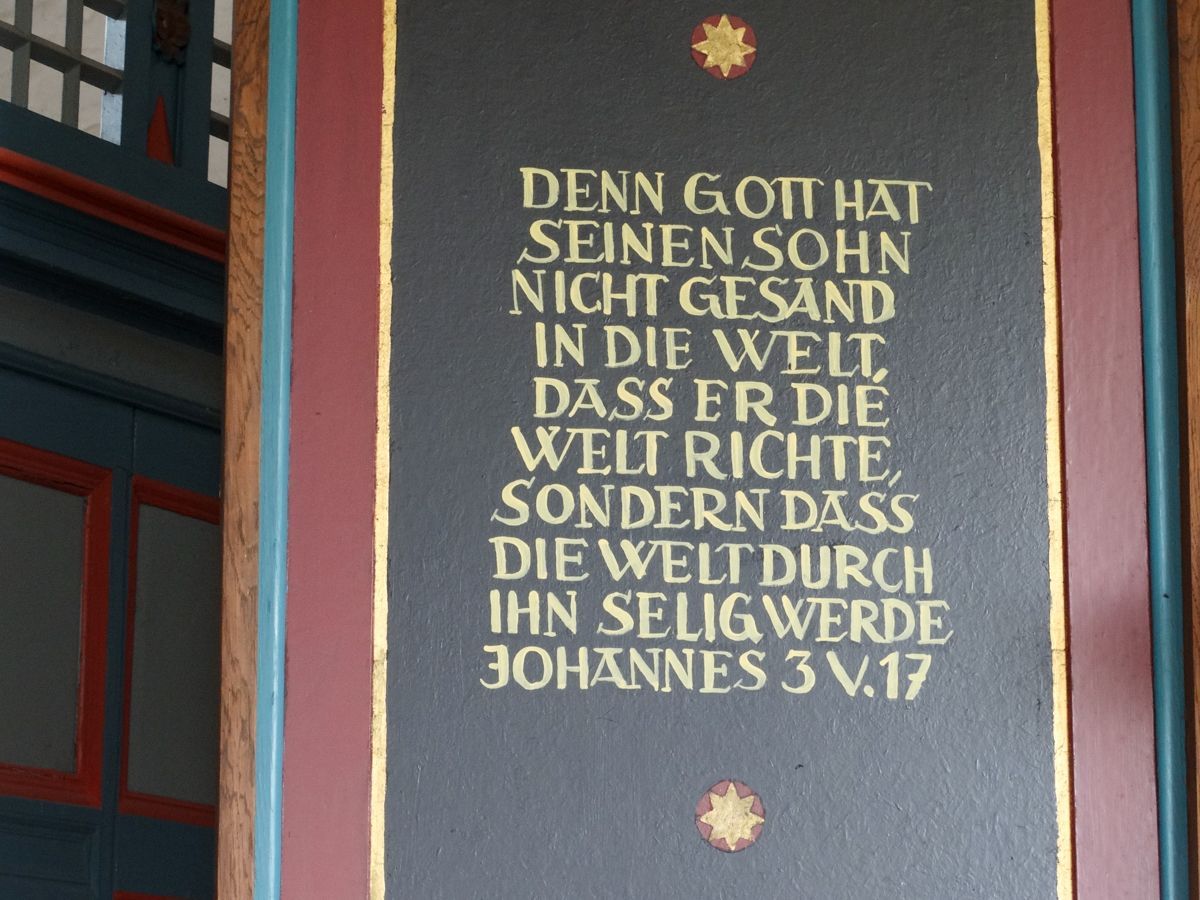 DENN GOTT HAT
SEINEN SOHN
NICHT GESAND
IN DIE WELT,
DASS ER DIE
WELT RICHTE,
SONDERN DASS
DIE WELT DURCH
IHN SELIG WERDE
JOHANNES 3 V. 17